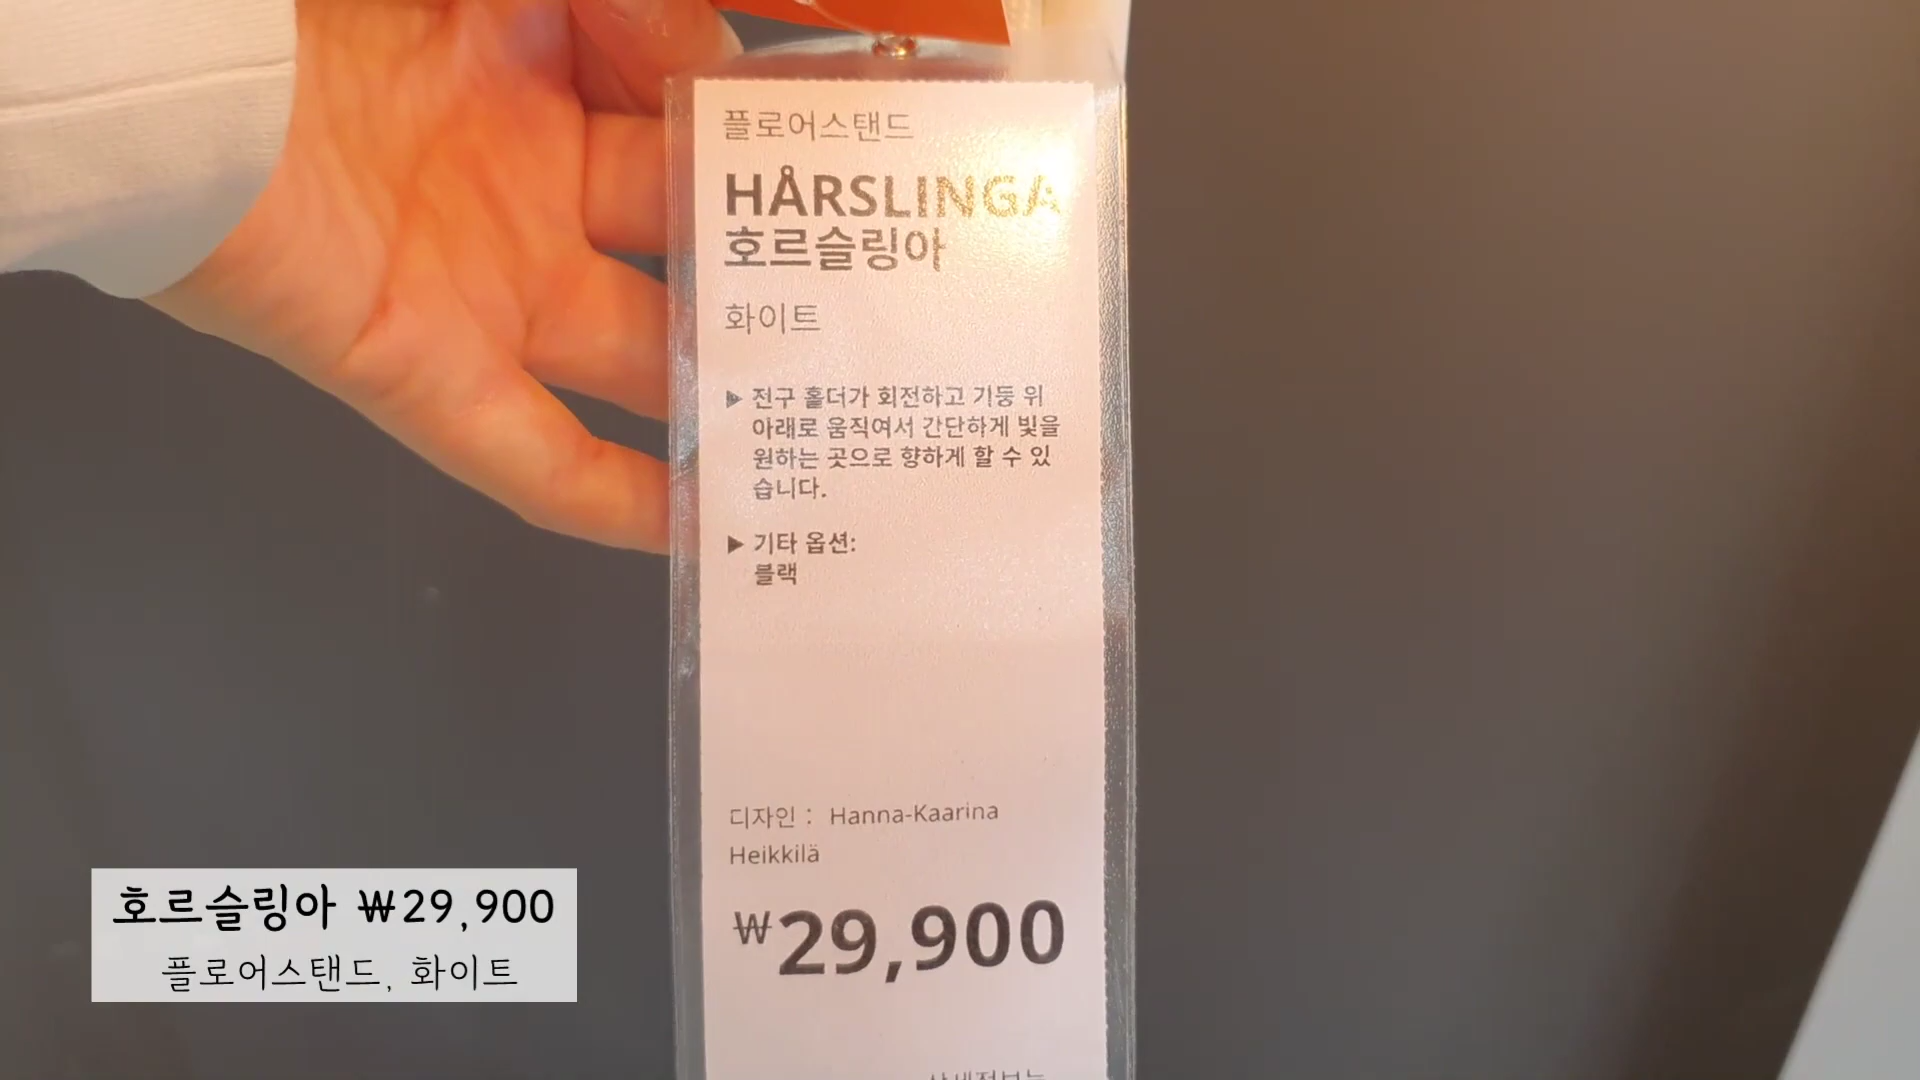 플로어스탠드
HÅRSLINGA
호르슬링아
화이트
▶ 전구 홀더가 회전하고 기둥 위
아래로 움직여서 간단하게 빛을
원하는 곳으로 향하게 할 수 있
습니다.
▶ 기타 옵션:
블랙
디자인 : Hanna-Kaarina
Heikkilä
₩29,900
호르슬링아 ₩29,900
플로어스탠드, 화이트